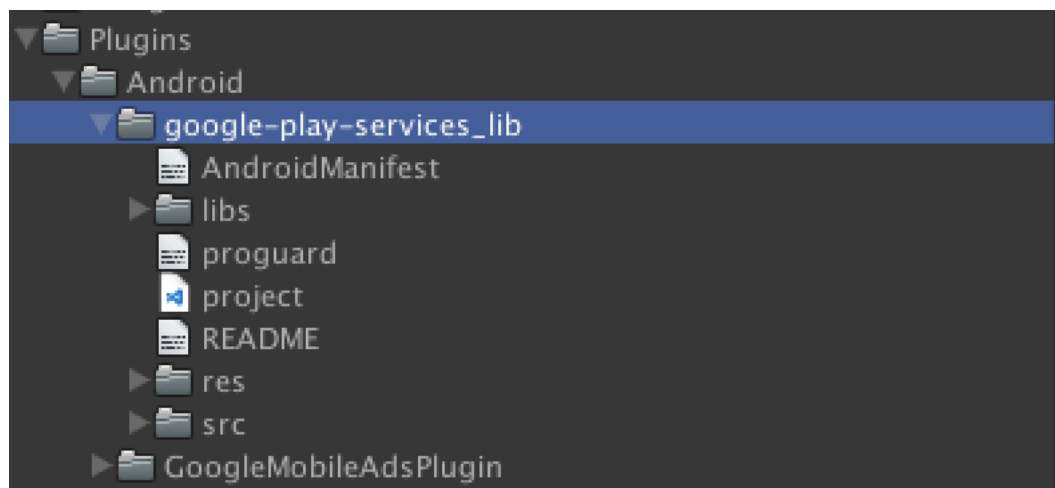 Plugins
Android
google-play-services_lib
AndroidManifest
libs
proguard
project
README
res
src
GoogleMobileAdsPlugin